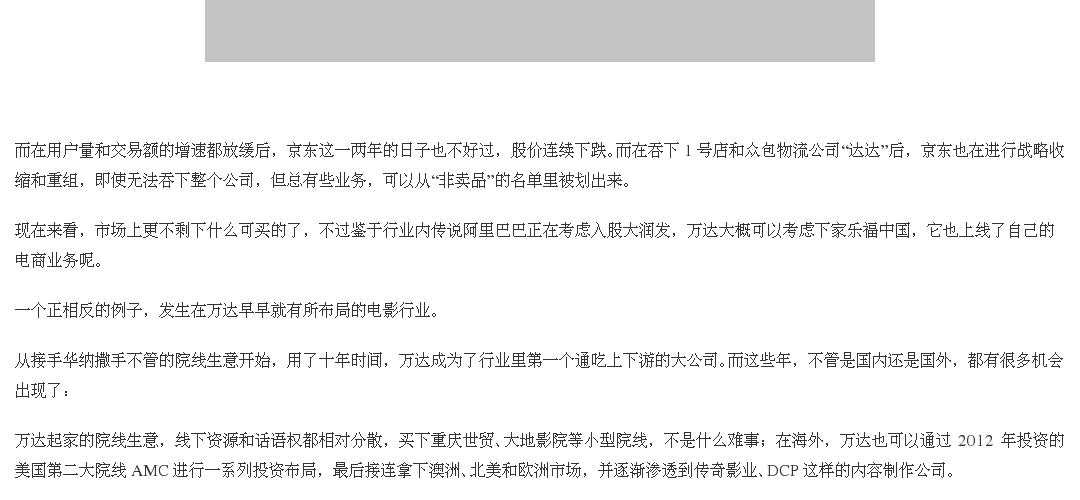 而在用户量和交易额的增速都放缓后，京东这一两年的日子也不好过，股价连续下跌。而在吞下 1 号店和众包物流公司“达达”后，京东也在进行战略收
缩和重组，即使无法吞下整个公司，但总有些业务，可以从“非卖品”的名单里被划出来。
现在来看，市场上更不剩下什么可买的了，不过鉴于行业内传说阿里巴巴正在考虑入股大润发，万达大概可以考虑下家乐福中国，它也上线了自己的
电商业务呢。
一个正相反的例子，发生在万达早早就有所布局的电影行业。
从接手华纳撒手不管的院线生意开始，用了十年时间，万达成为了行业里第一个通吃上下游的大公司。而这些年，不管是国内还是国外，都有很多机会
出现了：
万达起家的院线生意，线下资源和话语权都相对分散，买下重庆世贸、大地影院等小型院线，不是什么难事；在海外，万达也可以通过 2012 年投资的
美国第二大院线 AMC 进行一系列投资布局，最后接连拿下澳洲、北美和欧洲市场，并逐渐渗透到传奇影业、DCP 这样的内容制作公司。